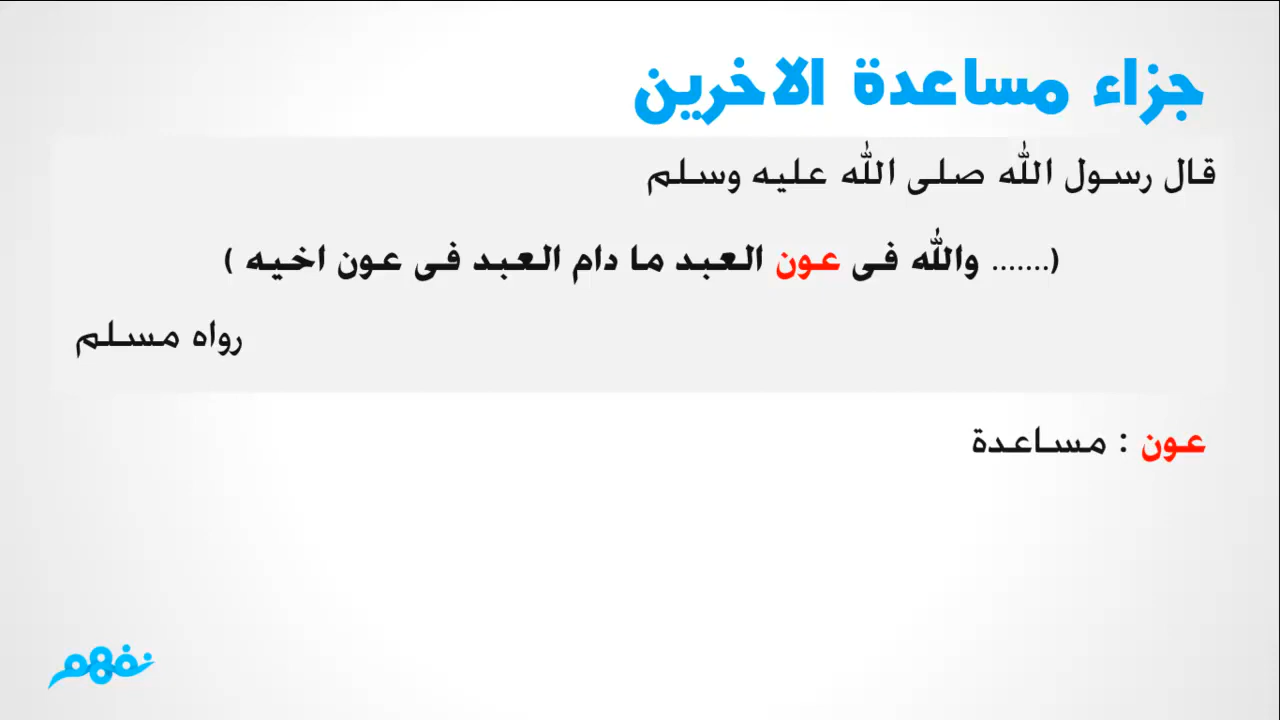 جزاء مساعدة الاخرين
قال رسول الله صلى الله عليه وسلم
(....... والله فى عون العبد ما دام العبد فى عون اخيه )
رواه مسلم
عون : مساعدة
نفهم